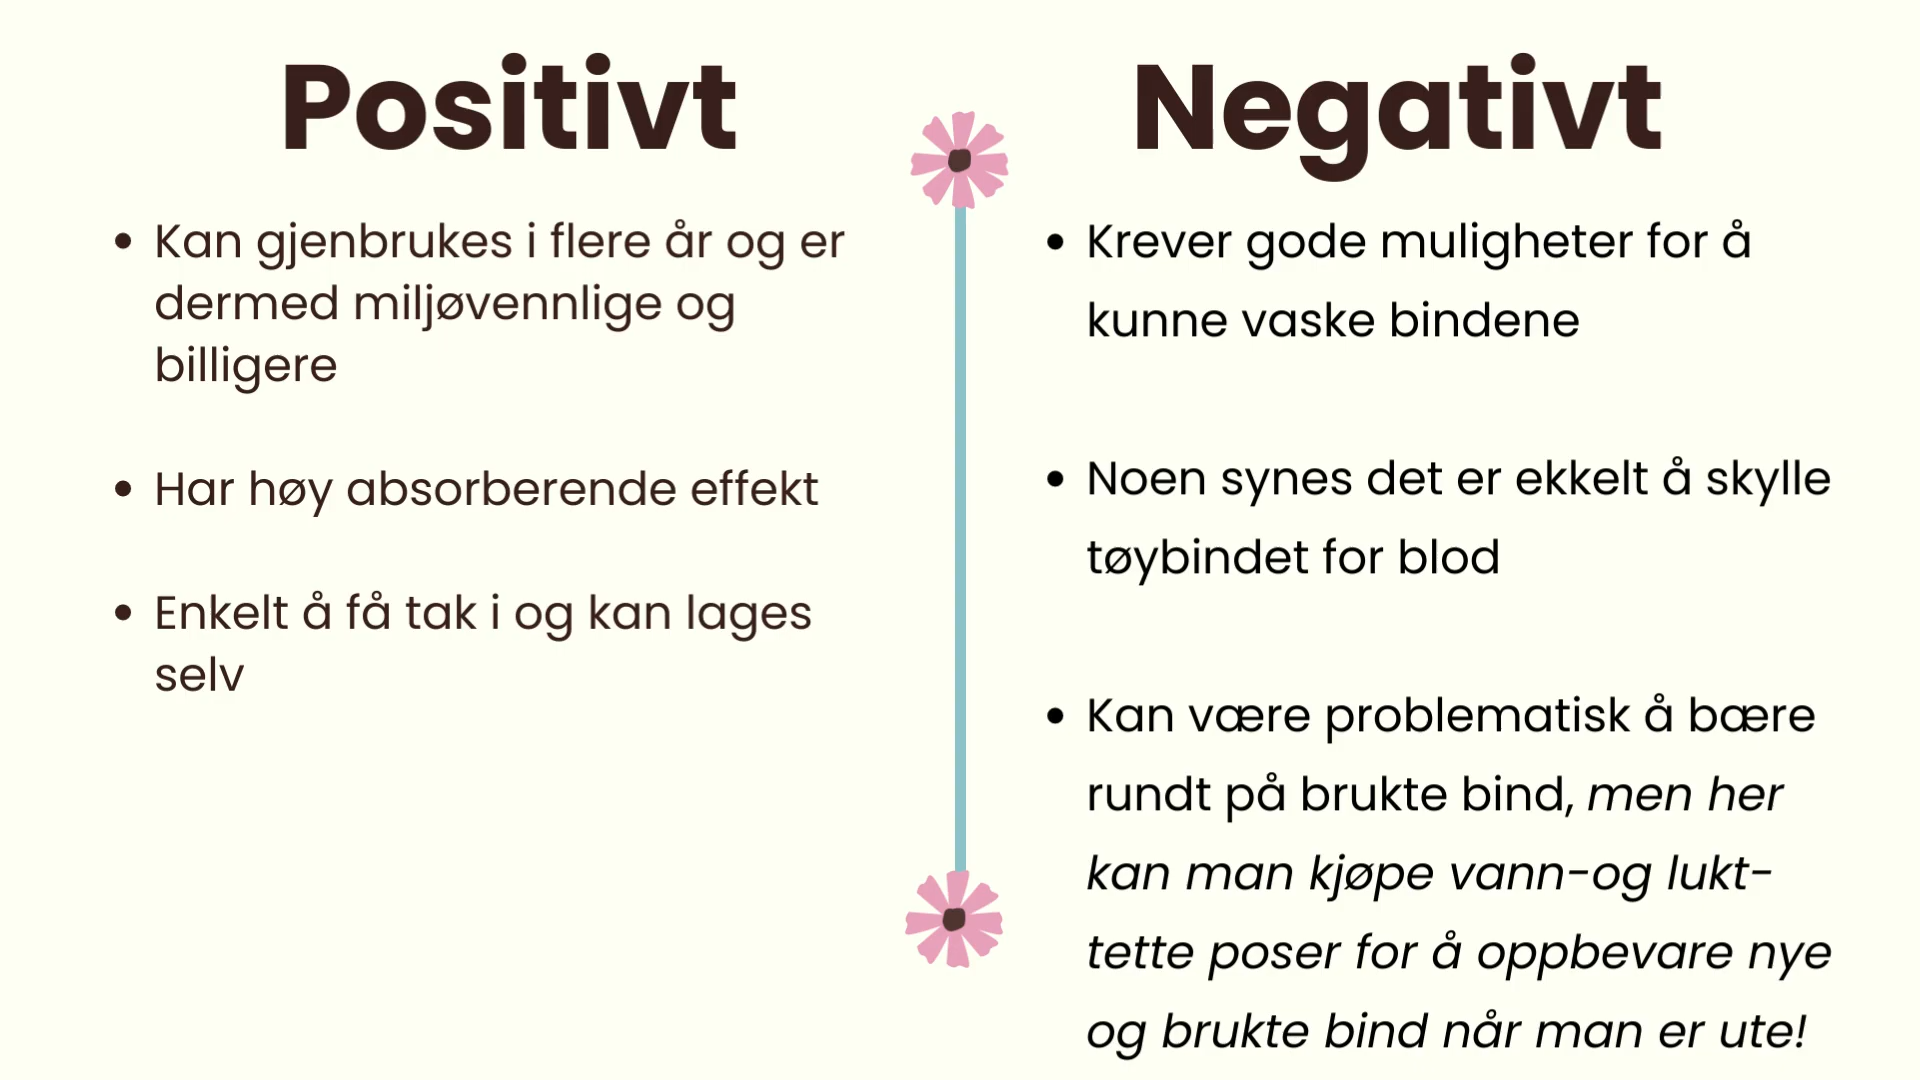 Positivt
• Kan gjenbrukes i flere år og er
dermed miljøvennlige og
billigere
• Har høy absorberende effekt
• Enkelt å få tak i og kan lages
selv
Negativt
• Krever gode muligheter for å
kunne vaske bindene
• Noen synes det er ekkelt å skylle
tøybindet for blod
• Kan være problematisk å bære
rundt på brukte bind, men her
kan man kjøpe vann-og lukt-
tette poser for å oppbevare nye
og brukte bind når man er ute!